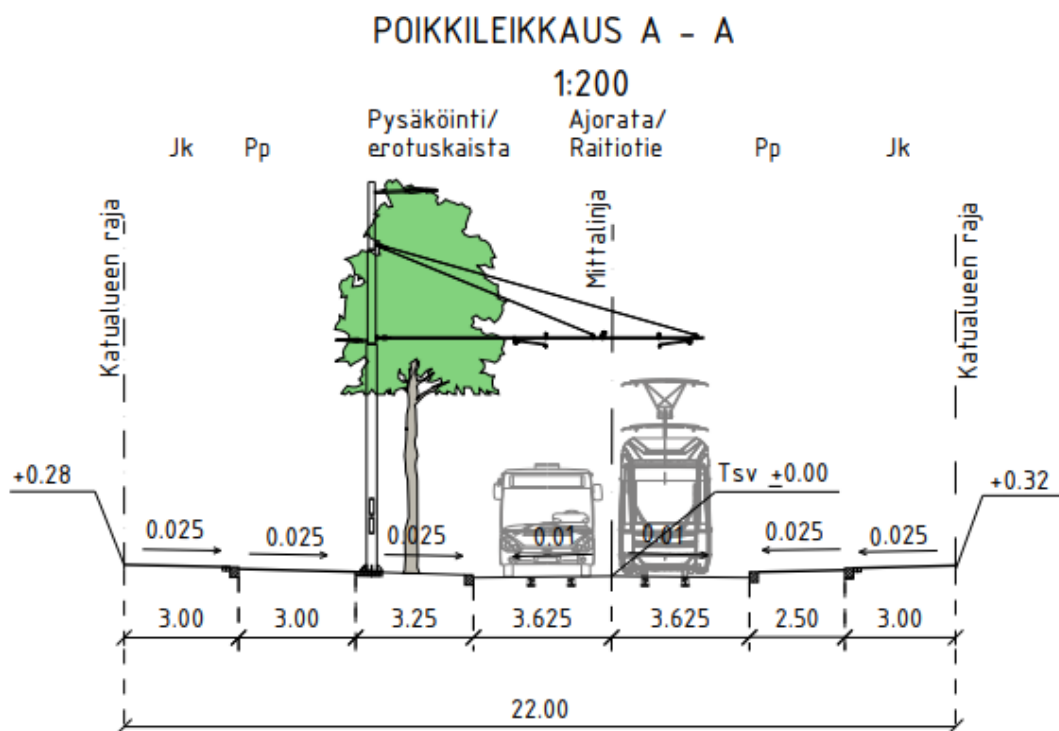 POIKKILEIKKAUS A - A
1:200
Jk
Pp
Pysäköinti/
erotuskaista
Ajorata/
Raitiotie
Pp
Jk
Katualueen raja
Mittalinja
Katualueen raja
+0.28
Tsv ±0.00
+0.32
0.025
0.025
0.025
0.01
0.01
0.025
0.025
3.00
3.00
3.25
3.625
3.625
2.50
3.00
22.00